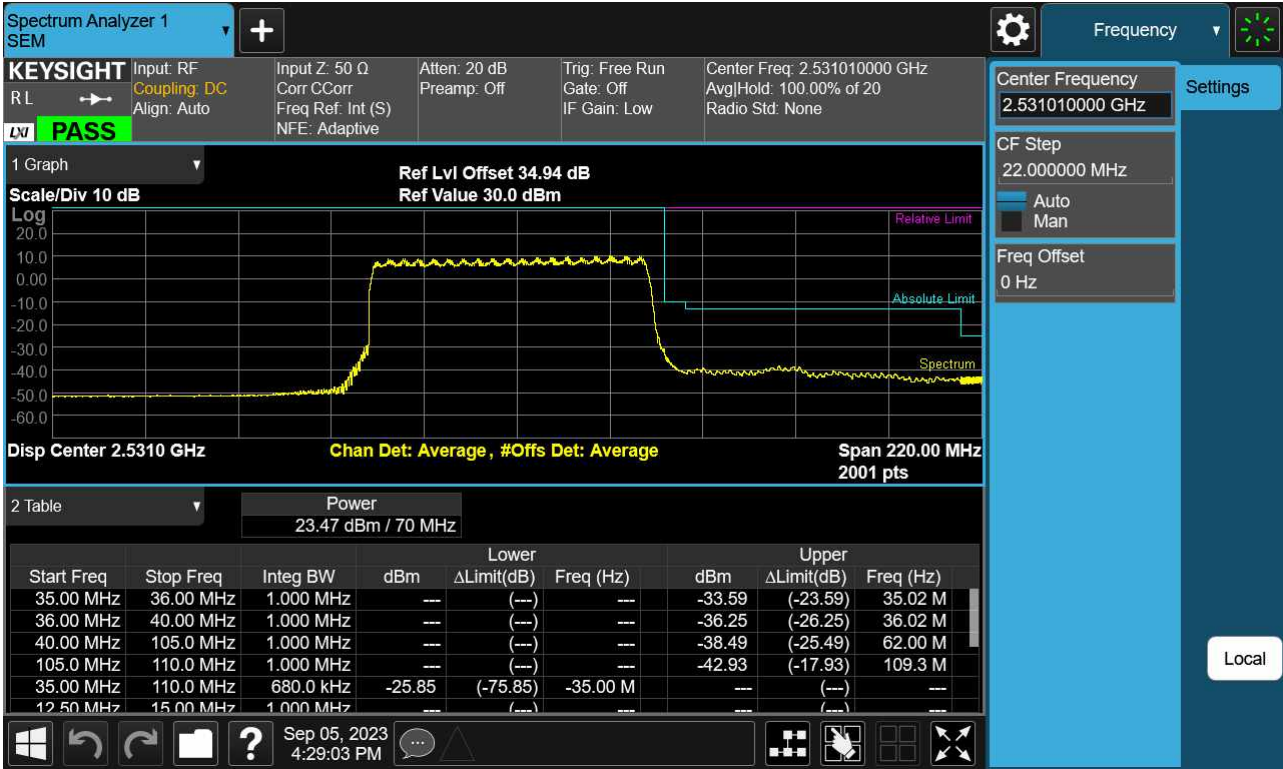 Spectrum Analyzer 1
SEM
+
Frequency
KEYSIGHT
R L
LXI PASS
Input: RF
Coupling: DC
Align: Auto
Input Z: 50 Ω
Corr CCorr
Freq Ref: Int (S)
NFE: Adaptive
Atten: 20 dB
Preamp: Off
Trig: Free Run
Gate: Off
IF Gain: Low
Center Freq: 2.531010000 GHz
Avg|Hold: 100.00% of 20
Radio Std: None
Center Frequency
2.531010000 GHz
Settings
CF Step
22.000000 MHz
Auto
Man
Freq Offset
0 Hz
Local
1 Graph
Ref Lvl Offset 34.94 dB
Scale/Div 10 dB
Ref Value 30.0 dBm
Log
Relative Limit
20.0
10.0
0.00
-10.0
Absolute Limit
-20.0
-30.0
Spectrum
-40.0
-50.0
-60.0
Disp Center 2.5310 GHz
Chan Det: Average, #Offs Det: Average
Span 220.00 MHz
2001 pts
2 Table
Power
23.47 dBm / 70 MHz
Lower Upper
Start Freq Stop Freq Integ BW dBm ΔLimit(dB) Freq (Hz) dBm ΔLimit(dB) Freq (Hz)
35.00 MHz 36.00 MHz 1.000 MHz --- (---) --- -33.59 (-23.59) 35.02 M
36.00 MHz 40.00 MHz 1.000 MHz --- (---) --- -36.25 (-26.25) 36.02 M
40.00 MHz 105.0 MHz 1.000 MHz --- (---) --- -38.49 (-25.49) 62.00 M
105.0 MHz 110.0 MHz 1.000 MHz --- (---) --- -42.93 (-17.93) 109.3 M
35.00 MHz 110.0 MHz 680.0 kHz -25.85 (-75.85) -35.00 M --- (---) ---
12.50 MHz 15.00 MHz 1.000 MHz --- (---) --- --- (---) ---
?
Sep 05, 2023
4:29:03 PM